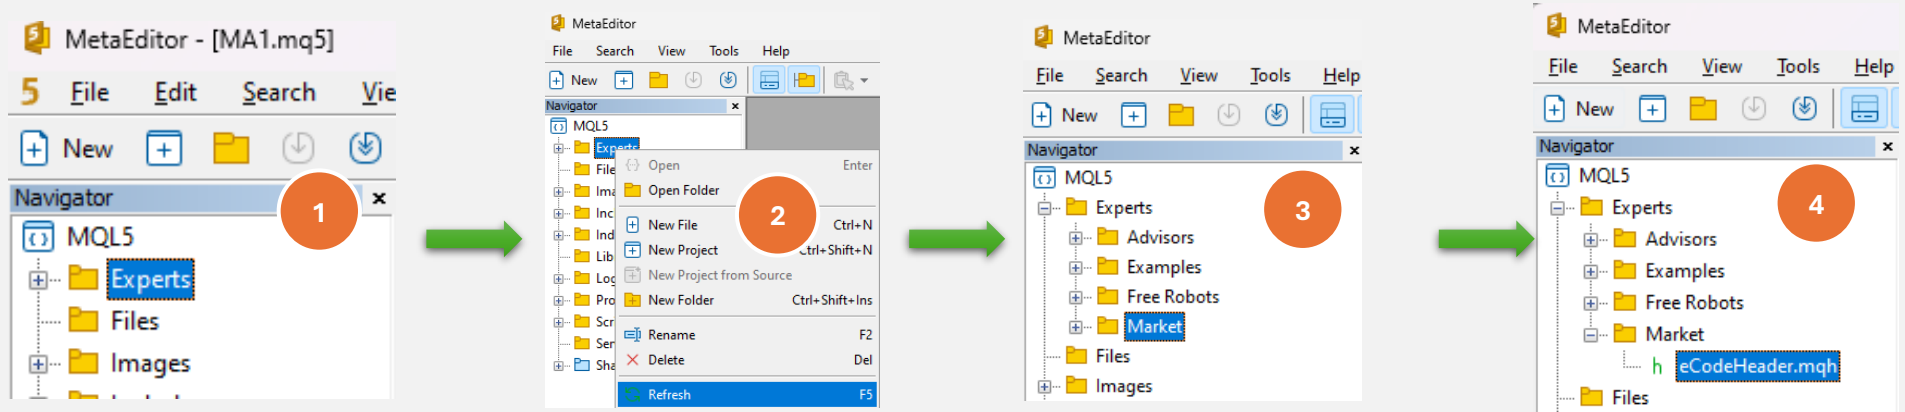 MetaEditor - [MA1.mq5]
File Edit Search Vie
New
Navigator
1
MQL5
Experts
Files
Images
MetaEditor
File Search View Tools Help
New
Navigator
MQL5
Experts
Open Enter
Open Folder
2
New File Ctrl+N
New Project Ctrl+Shift+N
New Project from Source
New Folder Ctrl+Shift+Ins
Rename F2
Delete Del
Refresh F5
File
Ima
Inc
Ind
Lib
Log
Pro
Scr
Ser
Sha
MetaEditor
File Search View Tools Help
New
Navigator
MQL5
3
Experts
Advisors
Examples
Free Robots
Market
Files
Images
MetaEditor
File Search View Tools Help
New
Navigator
MQL5
4
Experts
Advisors
Examples
Free Robots
Market
h eCodeHeader.mqh
Files